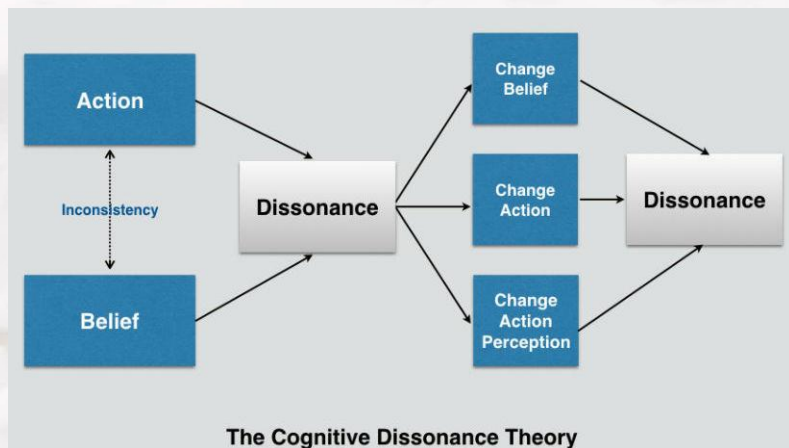 Action
Inconsistency
Belief
Dissonance
Change
Belief
Change
Action
Change
Action
Perception
Dissonance
The Cognitive Dissonance Theory